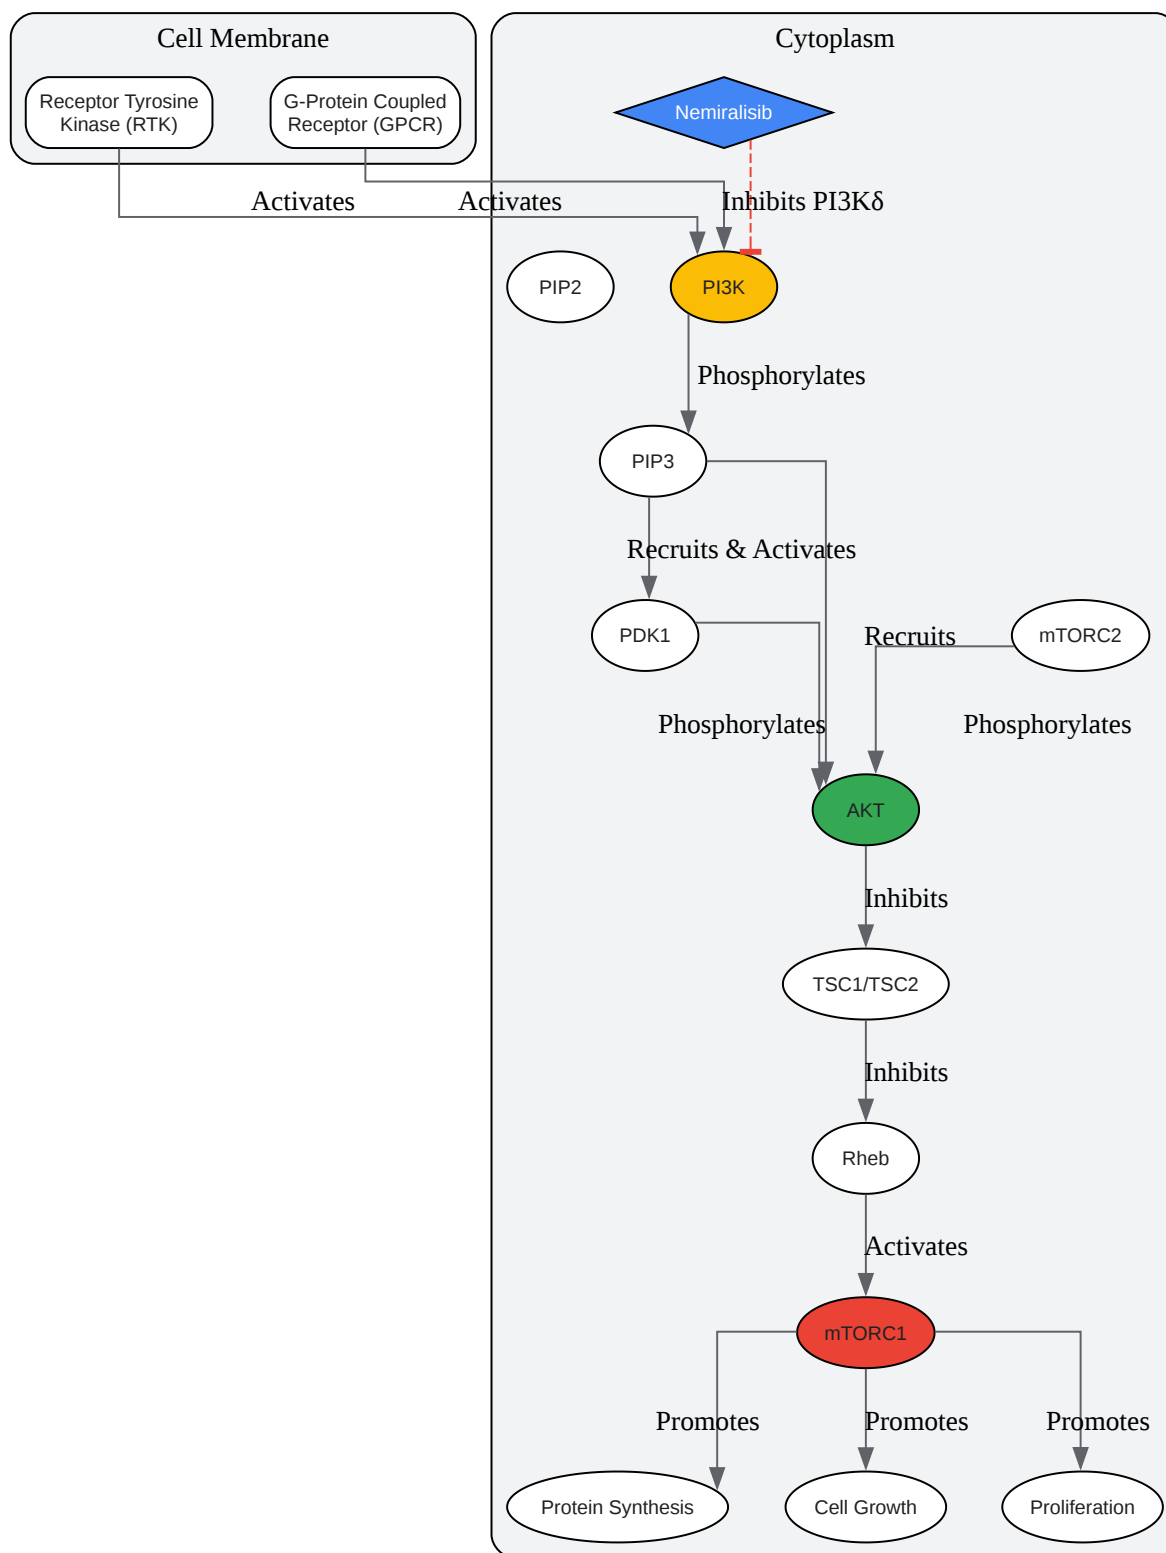 Cell Membrane
Cytoplasm
Receptor Tyrosine
Kinase (RTK)
G-Protein Coupled
Receptor (GPCR)
Nemiralisib
Activates
Activates
Inhibits PI3Kδ
PIP2
PI3K
Phosphorylates
PIP3
Recruits & Activates
PDK1
Recruits
mTORC2
Phosphorylates
Phosphorylates
AKT
Inhibits
TSC1/TSC2
Inhibits
Rheb
Activates
mTORC1
Promotes
Promotes
Promotes
Protein Synthesis
Cell Growth
Proliferation